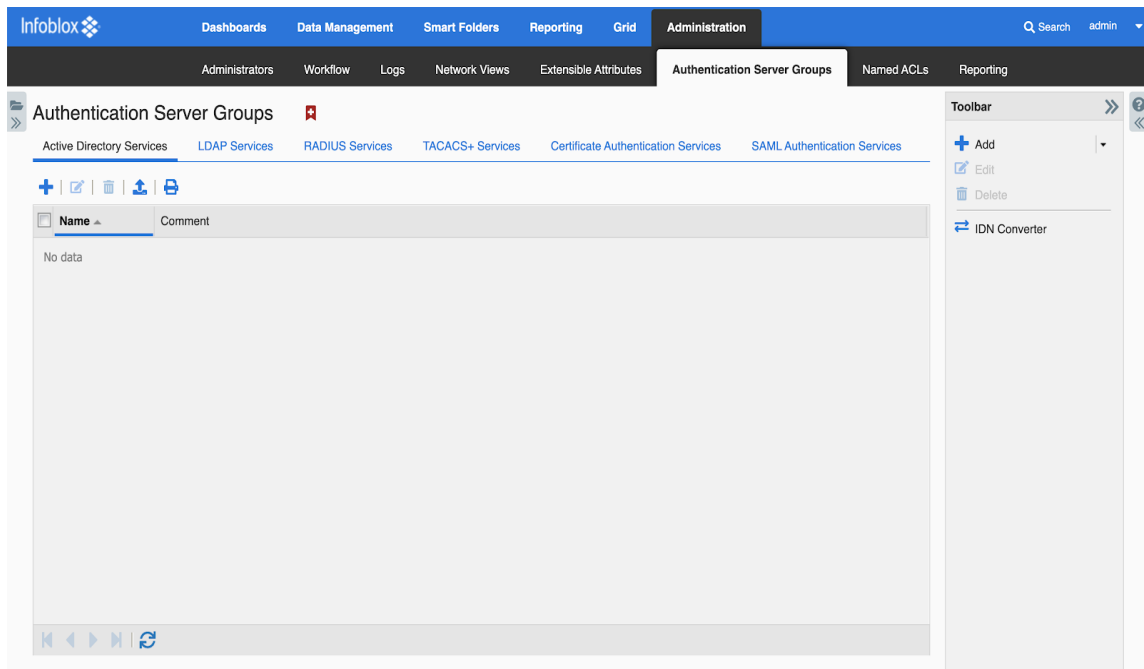 Infoblox Dashboards Data Management Smart Folders Reporting Grid Administration Search admin
Administrators Workflow Logs Network Views Extensible Attributes Authentication Server Groups Named ACLs Reporting
Authentication Server Groups
Active Directory Services LDAP Services RADIUS Services TACACS+ Services Certificate Authentication Services SAML Authentication Services
Name Comment
No data
Toolbar
Add
Edit
Delete
IDN Converter